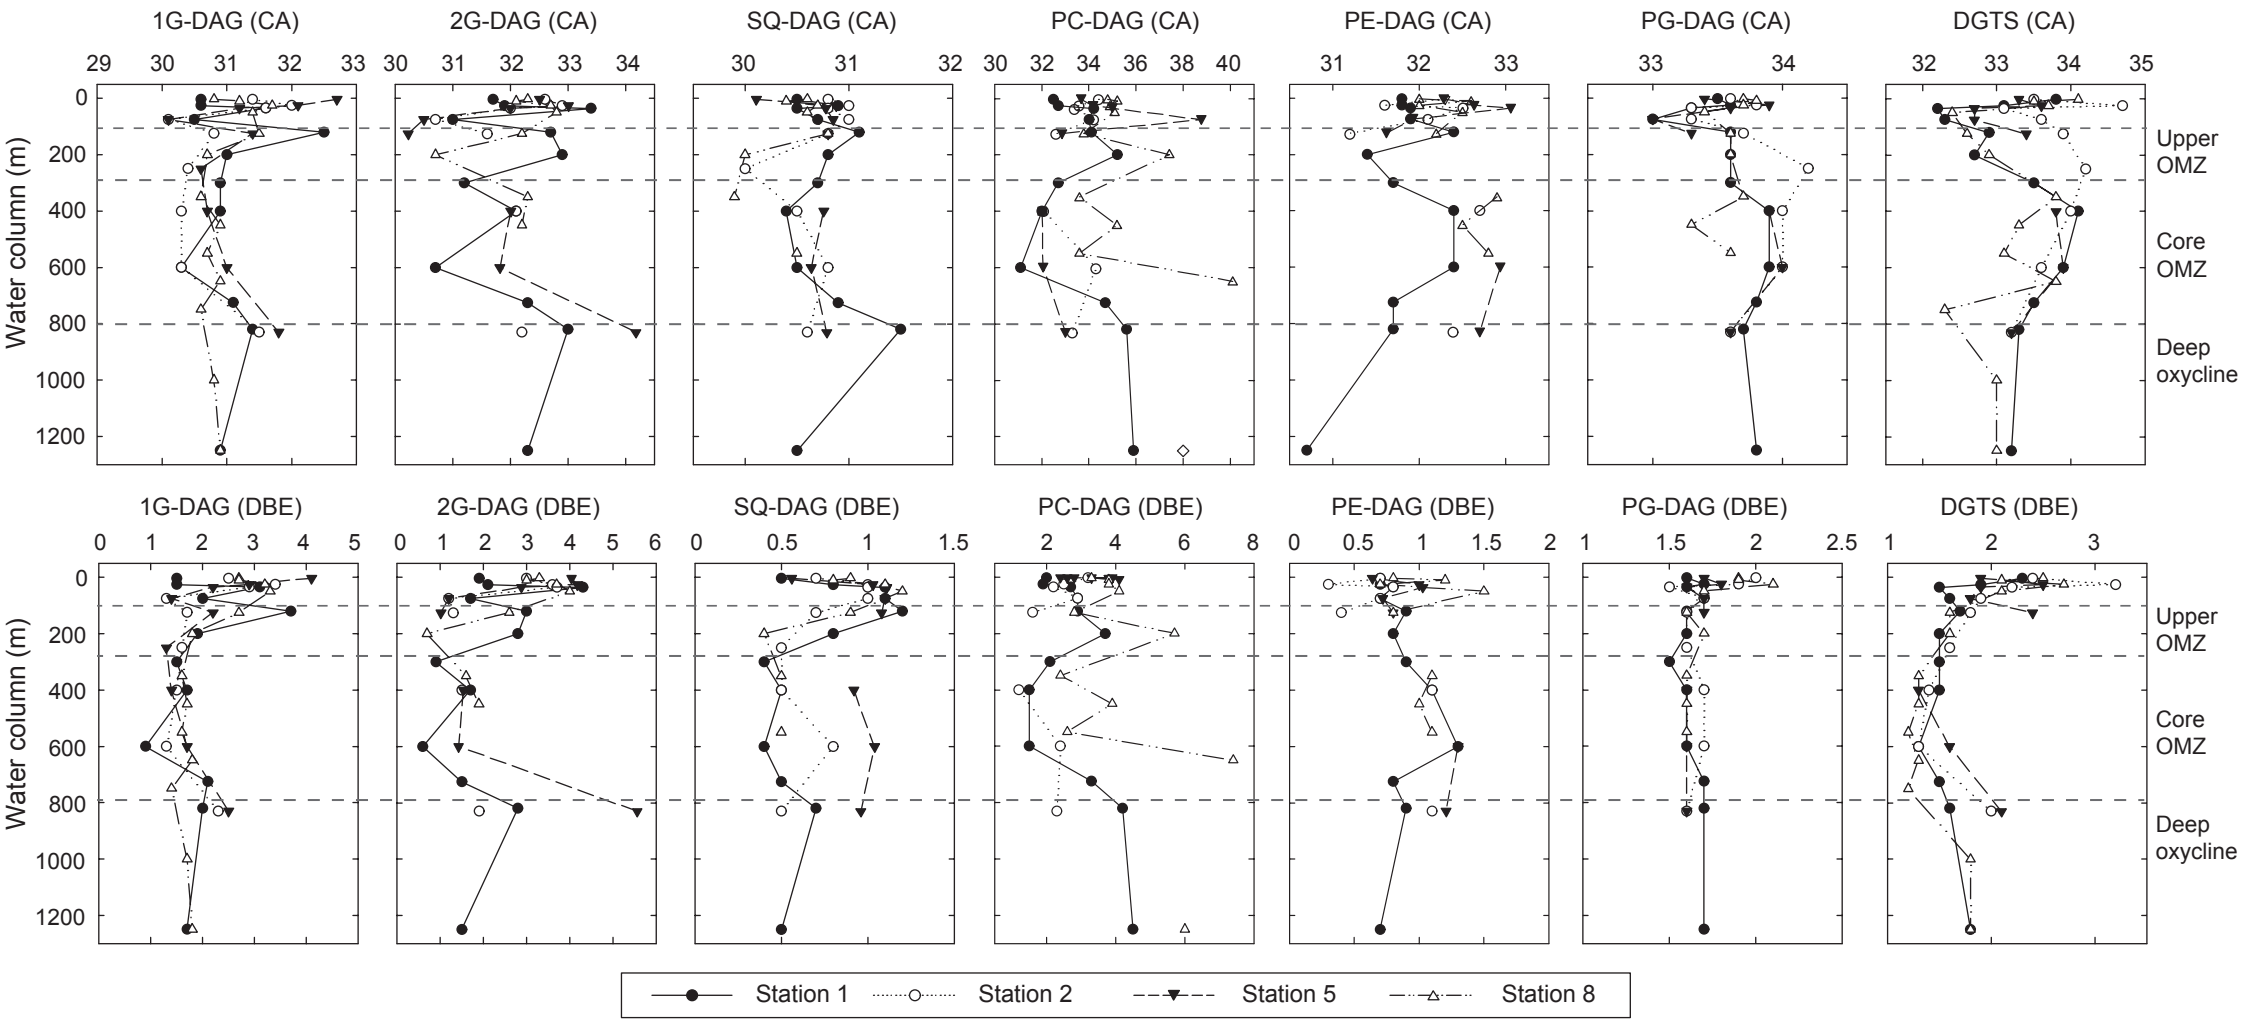 1G-DAG (CA) 2G-DAG (CA) SQ-DAG (CA) PC-DAG (CA) PE-DAG (CA) PG-DAG (CA) DGTS (CA)
29 30 31 32 33 30 31 32 33 34 30 31 32 30 32 34 36 38 40 31 32 33 33 34 32 33 34 35
Water column (m)
0
200
400
600
800
1000
1200
Upper
OMZ
Core
OMZ
Deep
oxycline
1G-DAG (DBE) 2G-DAG (DBE) SQ-DAG (DBE) PC-DAG (DBE) PE-DAG (DBE) PG-DAG (DBE) DGTS (DBE)
0 1 2 3 4 5 0 1 2 3 4 5 6 0 0.5 1 1.5 2 4 6 8 0 0.5 1 1.5 2 1 1.5 2 2.5 1 2 3
Water column (m)
0
200
400
600
800
1000
1200
Upper
OMZ
Core
OMZ
Deep
oxycline
Station 1 Station 2 Station 5 Station 8